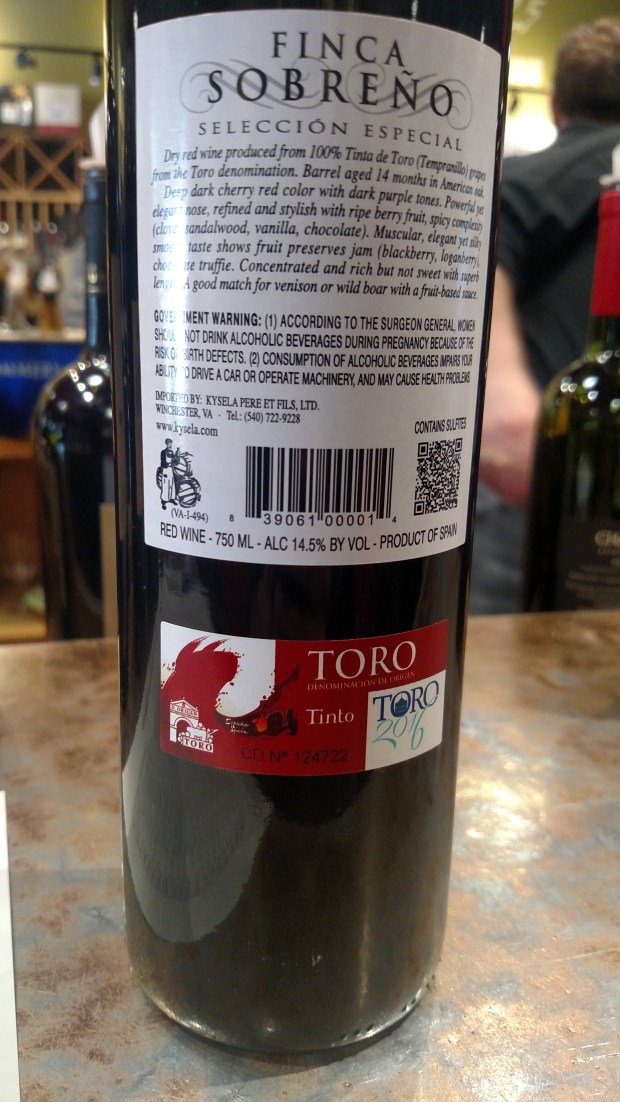 FINCA
SOBREÑO
SELECCIÓN ESPECIAL
Dry red wine produced from 100% Tinta de Toro (Tempranillo) grapes
from the Toro denomination. Barrel aged 14 months in American oak.
Deep dark cherry red color with dark purple tones. Powerful yet
elegant nose, refined and stylish with ripe berry fruit, spicy complexity
(clove, sandalwood, vanilla, chocolate). Muscular, elegant yet silky
smooth taste shows fruit preserves jam (blackberry, loganberry),
chocolate truffle. Concentrated and rich but not sweet with superb
length. A good match for venison or wild boar with a fruit-based sauce.
GOVERNMENT WARNING: (1) ACCORDING TO THE SURGEON GENERAL, WOMEN
SHOULD NOT DRINK ALCOHOLIC BEVERAGES DURING PREGNANCY BECAUSE OF THE
RISK OF BIRTH DEFECTS. (2) CONSUMPTION OF ALCOHOLIC BEVERAGES IMPAIRS YOUR
ABILITY TO DRIVE A CAR OR OPERATE MACHINERY, AND MAY CAUSE HEALTH PROBLEMS.
IMPORTED BY: KYSELA PERE ET FILS, LTD.
WINCHESTER, VA · TEL: (540) 722-9228
www.kysela.com
CONTAINS SULFITES
(VA-I-494)
8 39061 00001 4
RED WINE - 750 ML - ALC 14.5% BY VOL - PRODUCT OF SPAIN
TORO
DENOMINACIÓN DE ORIGEN
Tinto
TORO
2016
TORO
CD Nº 124722